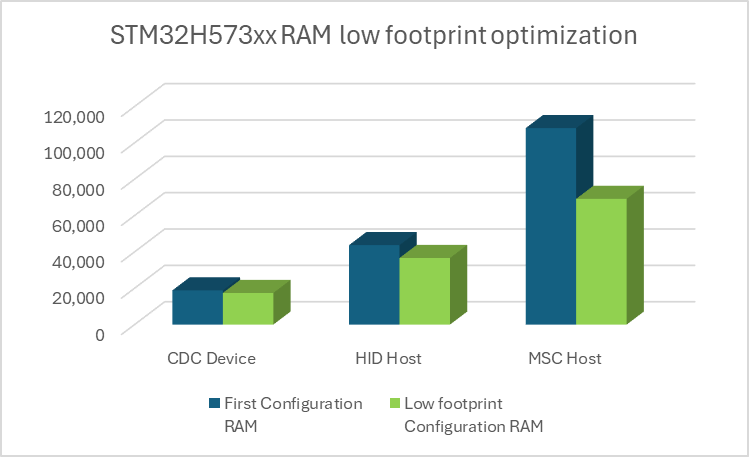 STM32H573xx RAM low footprint optimization
120,000
100,000
80,000
60,000
40,000
20,000
0
CDC Device
HID Host
MSC Host
First Configuration
RAM
Low footprint
Configuration RAM